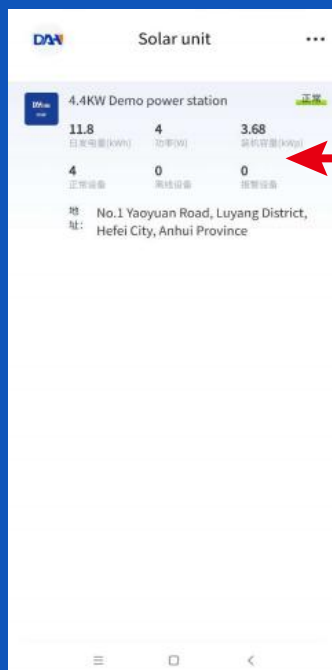 DAH
Solar unit
4.4KW Demo power station
正常
11.8
4
3.68
日发电量(kWh)
功率(W)
装机容量(kWp)
4
0
0
正常设备
离线设备
报警设备
地址:
No.1 Yaoyuan Road, Luyang District,
Hefei City, Anhui Province